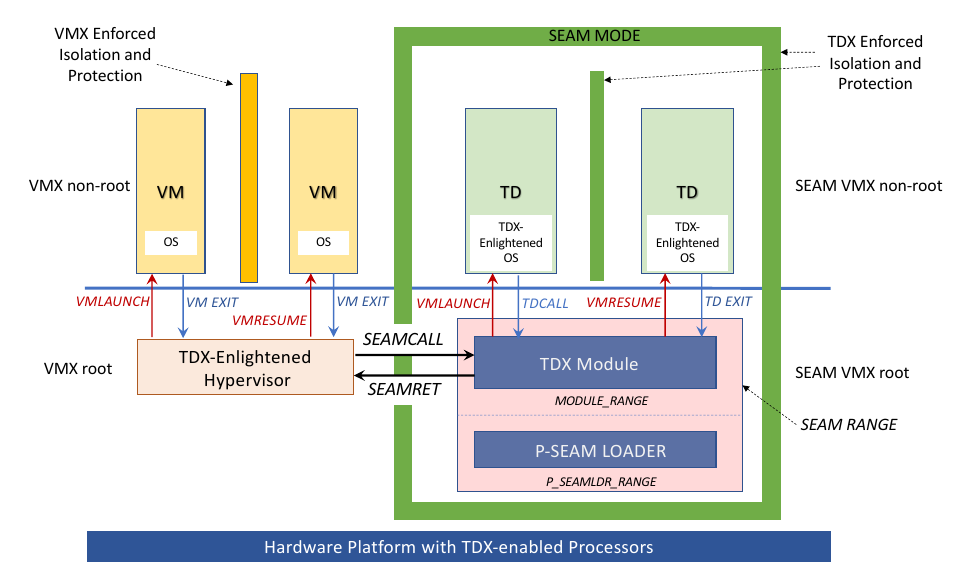 VMX Enforced
Isolation and
Protection
SEAM MODE
TDX Enforced
Isolation and
Protection
VMX non-root
VM
OS
VM
OS
TD
TDX-
Enlightened
OS
TD
TDX-
Enlightened
OS
SEAM VMX non-root
VMLAUNCH
VM EXIT
VMRESUME
VM EXIT
VMLAUNCH
TDCALL
VMRESUME
TD EXIT
VMX root
TDX-Enlightened
Hypervisor
SEAMCALL
SEAMRET
TDX Module
MODULE_RANGE
SEAM VMX root
SEAM RANGE
P-SEAM LOADER
P_SEAMLDR_RANGE
Hardware Platform with TDX-enabled Processors